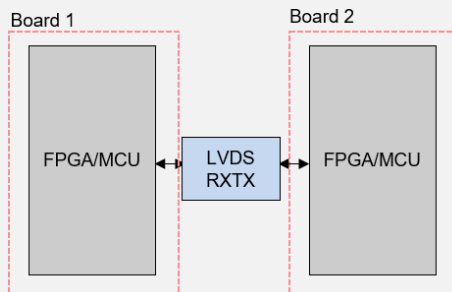 Board 1
Board 2
FPGA/MCU
LVDS
RXTX
FPGA/MCU